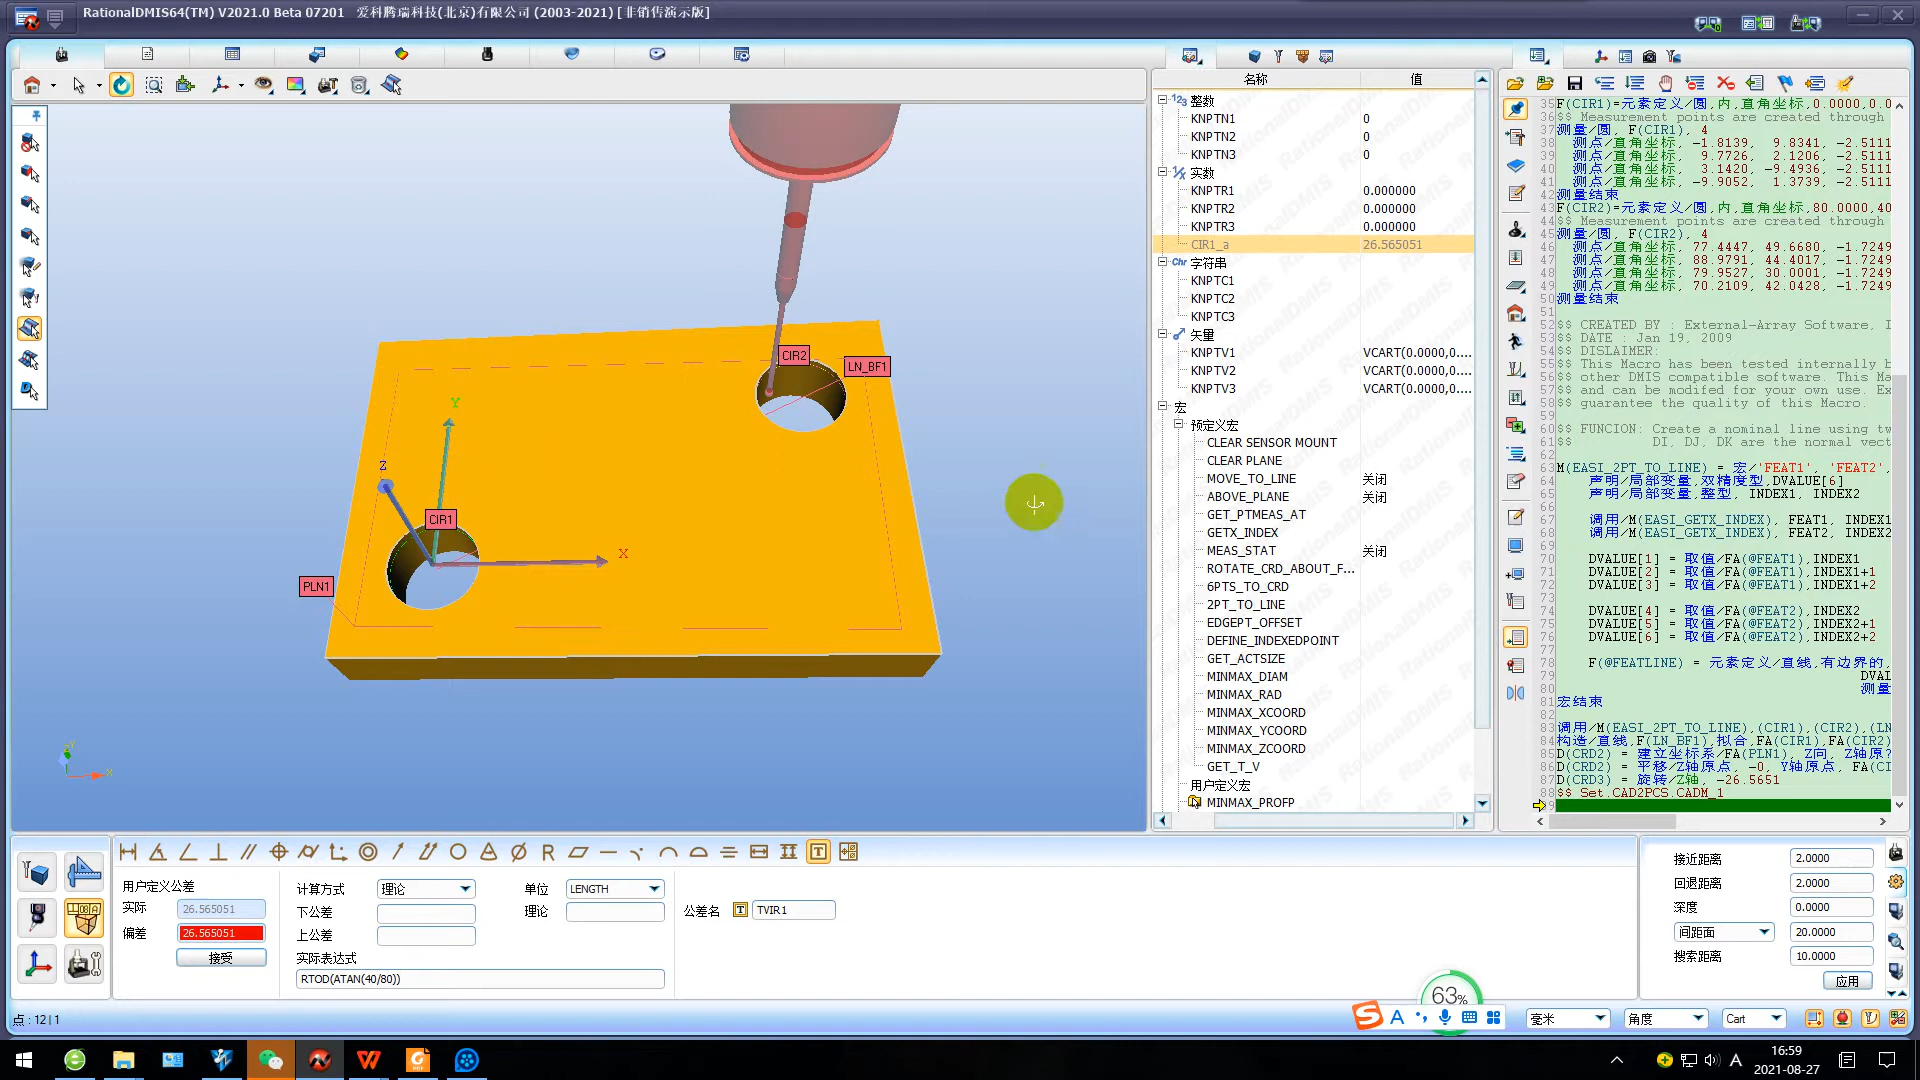 RationalDMIS64(TM) V2021.0 Beta 07201 爱科腾瑞科技(北京)有限公司 (2003-2021) [非销售演示版]
名称 值
整数
KNPTN1 0
KNPTN2 0
KNPTN3 0
实数
KNPTR1 0.000000
KNPTR2 0.000000
KNPTR3 0.000000
CIR1_a 26.565051
Chr 字符串
KNPTC1
KNPTC2
KNPTC3
矢量
KNPTV1 VCART(0.0000,0....
KNPTV2 VCART(0.0000,0....
KNPTV3 VCART(0.0000,0....
宏
预定义宏
CLEAR SENSOR MOUNT
CLEAR PLANE
MOVE_TO_LINE 关闭
ABOVE_PLANE 关闭
GET_PTMEAS_AT
GETX_INDEX
MEAS_STAT 关闭
ROTATE_CRD_ABOUT_F...
6PTS_TO_CRD
2PT_TO_LINE
EDGEPT_OFFSET
DEFINE_INDEXEDPOINT
GET_ACTSIZE
MINMAX_DIAM
MINMAX_RAD
MINMAX_XCOORD
MINMAX_YCOORD
MINMAX_ZCOORD
GET_T_V
用户定义宏
MINMAX_PROFP
35 F(CIR1)=元素定义/圆,内,直角坐标,0.0000,0.0
36 $$ Measurement points are created through
37 测量/圆, F(CIR1), 4
38 测点/直角坐标, -1.8139, 9.8341, -2.5111
39 测点/直角坐标, 9.7726, 2.1206, -2.5111
40 测点/直角坐标, 3.1420, -9.4936, -2.5111
41 测点/直角坐标, -9.9052, 1.3739, -2.5111
42 测量结束
43 F(CIR2)=元素定义/圆,内,直角坐标,80.0000,40
44 $$ Measurement points are created through
45 测量/圆, F(CIR2), 4
46 测点/直角坐标, 77.4447, 49.6680, -1.7249
47 测点/直角坐标, 88.9791, 44.4017, -1.7249
48 测点/直角坐标, 79.9527, 30.0001, -1.7249
49 测点/直角坐标, 70.2109, 42.0428, -1.7249
50 测量结束
51
52 $$ CREATED BY : External-Array Software, I
53 $$ DATE : Jan 19, 2009
54 $$ DISLAIMER:
55 $$ This Macro has been tested internally b
56 $$ other DMIS compatible software. This Ma
57 $$ and can be modifed for your own use. Ex
58 $$ guarantee the quality of this Macro.
59
60 $$ FUNCION: Create a nominal line using tw
61 $$ DI, DJ, DK are the normal vect
62
63 M(EASI_2PT_TO_LINE) = 宏/'FEAT1', 'FEAT2',
64 声明/局部变量,双精度型,DVALUE[6]
65 声明/局部变量,整型, INDEX1, INDEX2
66
67 调用/M(EASI_GETX_INDEX), FEAT1, INDEX1
68 调用/M(EASI_GETX_INDEX), FEAT2, INDEX2
69
70 DVALUE[1] = 取值/FA(@FEAT1),INDEX1
71 DVALUE[2] = 取值/FA(@FEAT1),INDEX1+1
72 DVALUE[3] = 取值/FA(@FEAT1),INDEX1+2
73
74 DVALUE[4] = 取值/FA(@FEAT2),INDEX2
75 DVALUE[5] = 取值/FA(@FEAT2),INDEX2+1
76 DVALUE[6] = 取值/FA(@FEAT2),INDEX2+2
77
78 F(@FEATLINE) = 元素定义/直线,有边界的,
79 DVAL
80 测量
81 宏结束
82
83 调用/M(EASI_2PT_TO_LINE),(CIR1),(CIR2),(LN
84 构造/直线,F(LN_BF1),拟合,FA(CIR1),FA(CIR2)
85 D(CRD2) = 建立坐标系/FA(PLN1), Z向, Z轴原?
86 D(CRD2) = 平移/Z轴原点, -0, Y轴原点, FA(CI
87 D(CRD3) = 旋转/Z轴, -26.5651
88 $$ Set.CAD2PCS.CADM_1
CIR2
LN_BF1
Y
Z
CIR1
X
PLN1
用户定义公差
实际 26.565051
偏差 26.565051
接受
计算方式 理论
下公差
上公差
实际表达式
RTOD(ATAN(40/80))
单位 LENGTH
理论
公差名 TVIR1
接近距离 2.0000
回退距离 2.0000
深度 0.0000
间距面 20.0000
搜索距离 10.0000
应用
63%
点 : 12| 1
毫米 角度 Cart
16:59
2021-08-27